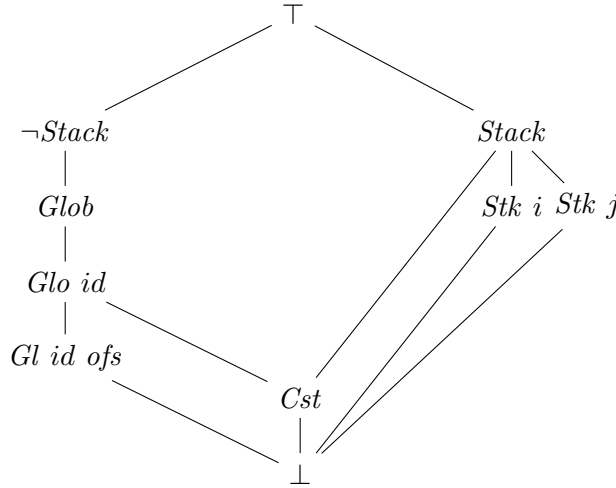 ⊤
¬Stack Stack
Glob Stk i Stk j
Glo id
Gl id ofs
Cst
⊥